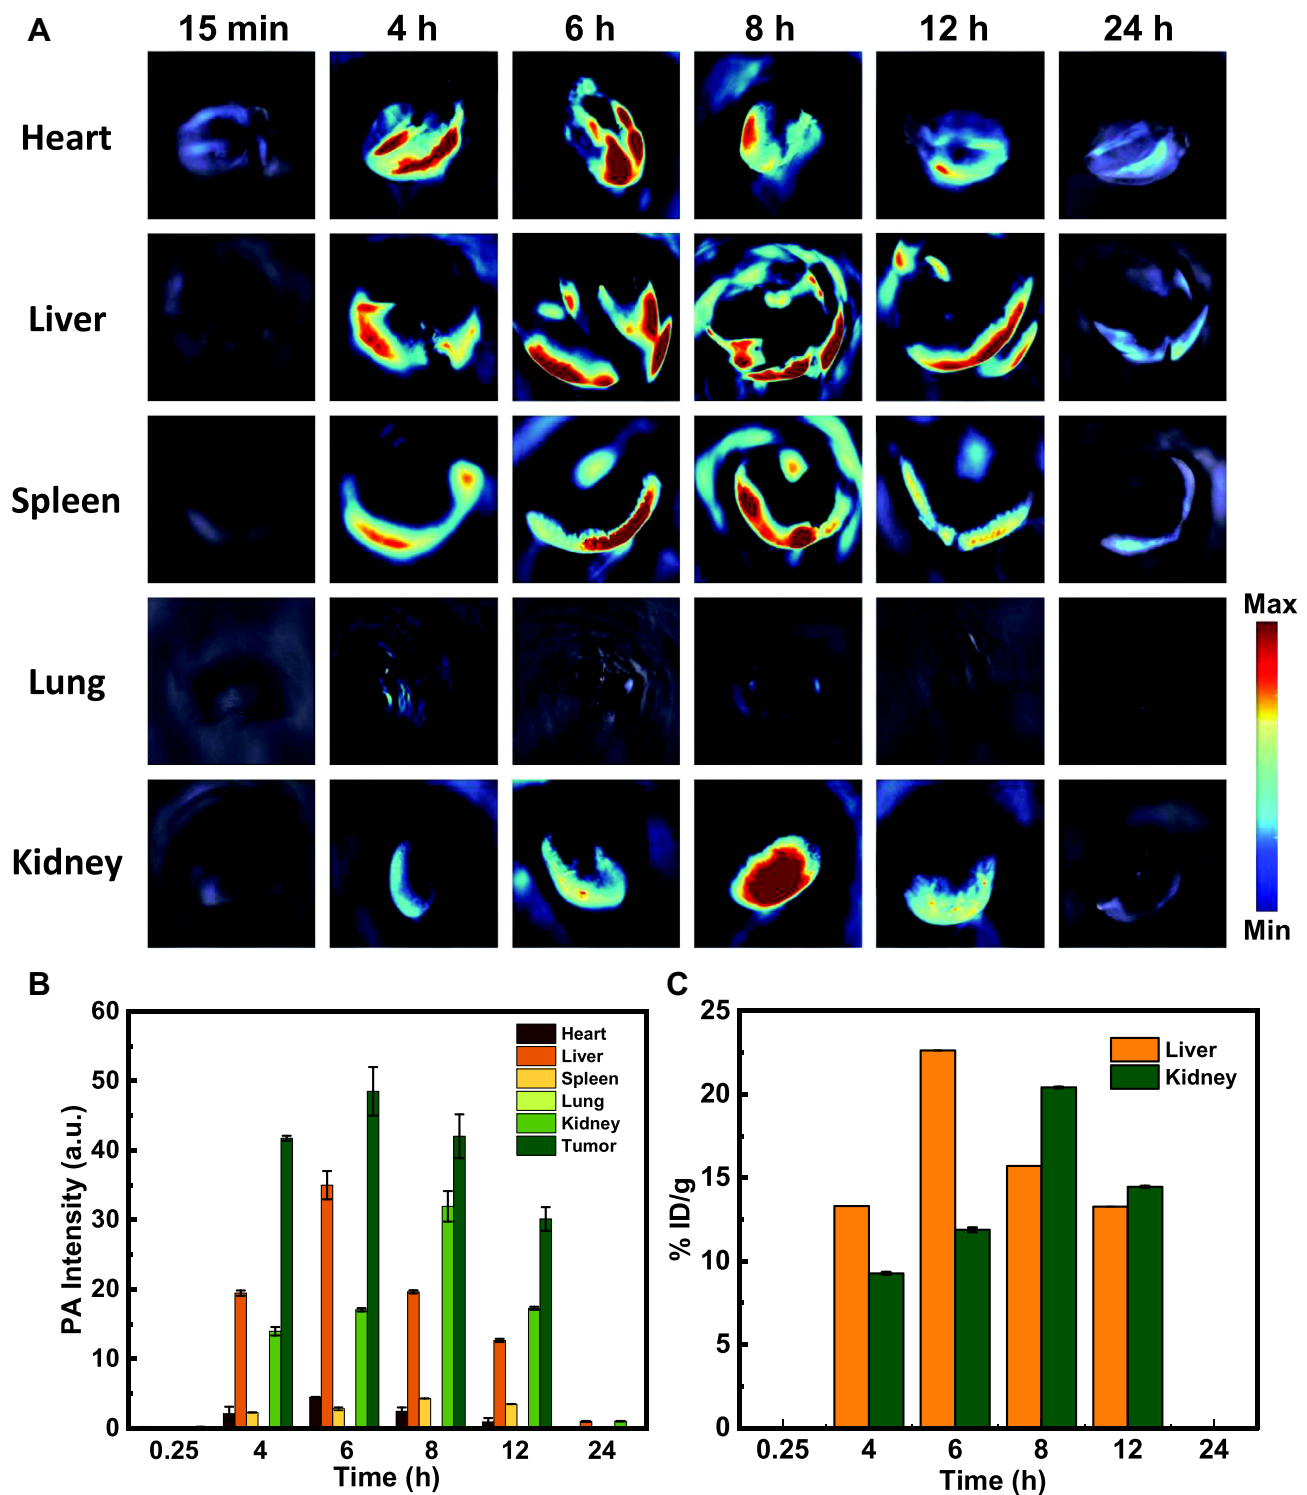 A
15 min 4 h 6 h 8 h 12 h 24 h
Heart
Liver
Spleen
Lung
Kidney
Max
Min
B
60
50
40
30
20
10
0
PA Intensity (a.u.)
Heart
Liver
Spleen
Lung
Kidney
Tumor
0.25 4 6 8 12 24
Time (h)
C
25
20
15
10
5
0
% ID/g
Liver
Kidney
0.25 4 6 8 12 24
Time (h)